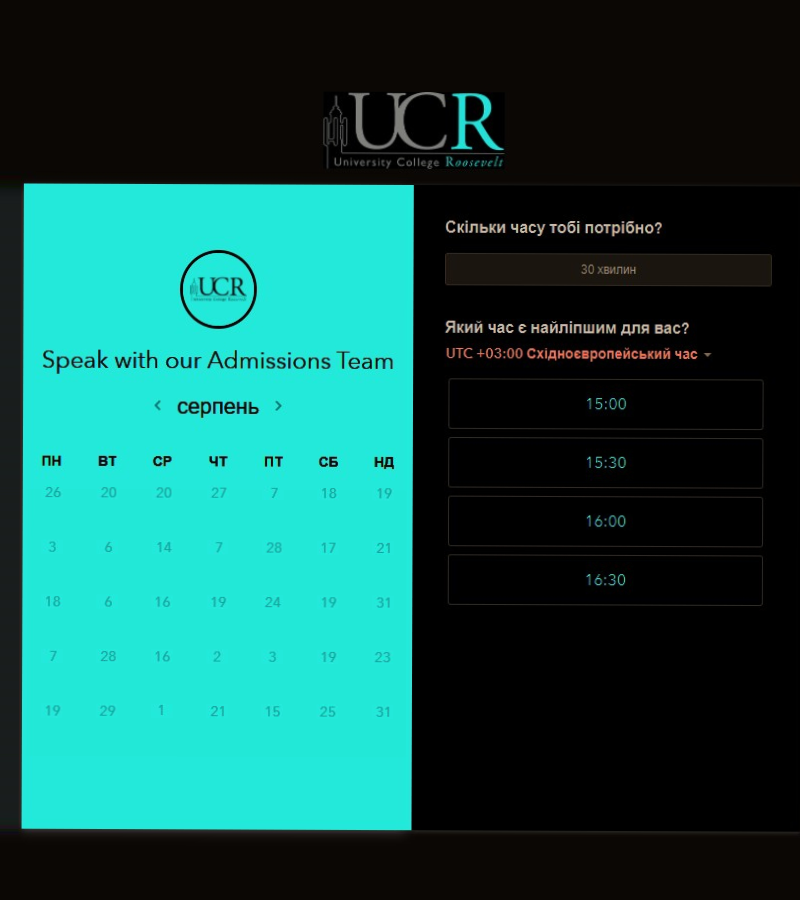 UCR
University College Roosevelt
UCR
Speak with our Admissions Team
серпень
ПН ВТ СР ЧТ ПТ СБ НД
26 20 20 27 7 18 19
3 6 14 7 28 17 21
18 6 16 19 24 19 31
7 28 16 2 3 19 23
19 29 1 21 15 25 31
Скільки часу тобі потрібно?
30 хвилин
Який час є найліпшим для вас?
UTC +03:00 Східноєвропейський час
15:00
15:30
16:00
16:30